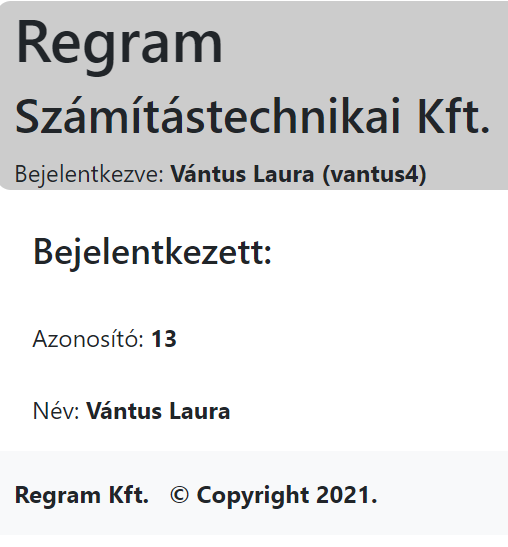 Regram
Számítástechnikai Kft.
Bejelentkezve: Vántus Laura (vantus4)
Bejelentkezett:
Azonosító: 13
Név: Vántus Laura
Regram Kft. © Copyright 2021.